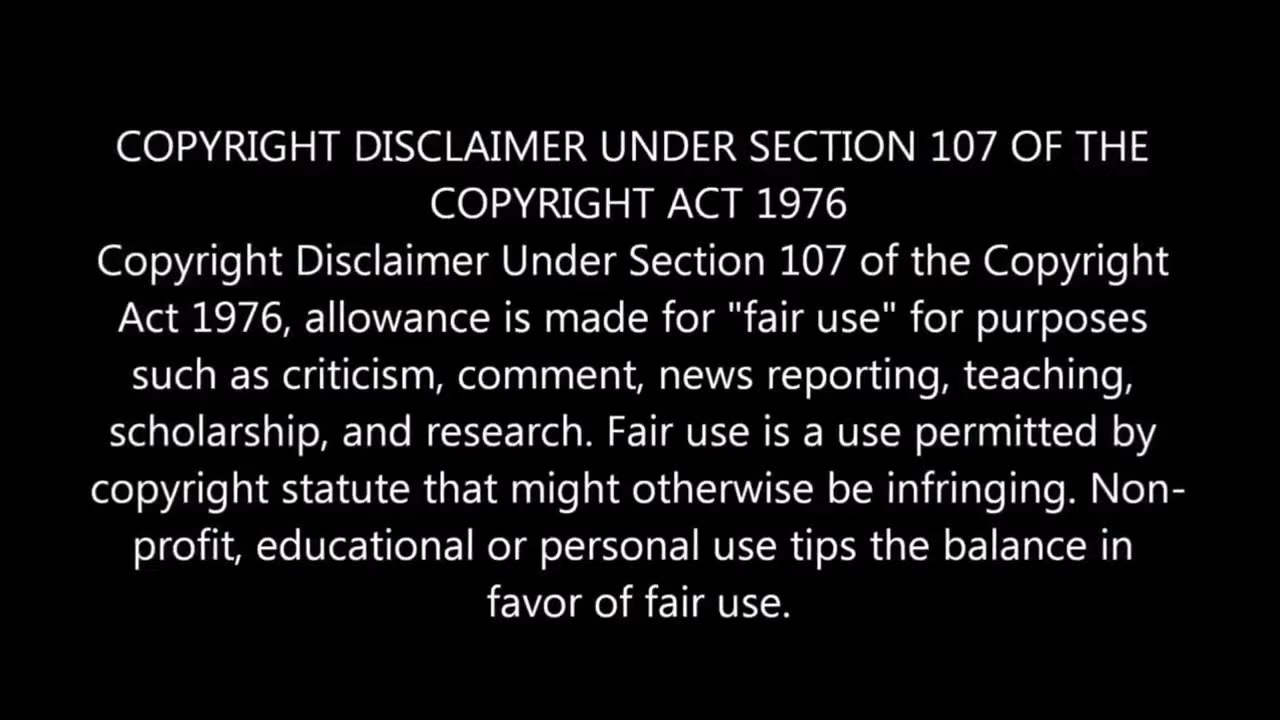 COPYRIGHT DISCLAIMER UNDER SECTION 107 OF THE
COPYRIGHT ACT 1976
Copyright Disclaimer Under Section 107 of the Copyright
Act 1976, allowance is made for "fair use" for purposes
such as criticism, comment, news reporting, teaching,
scholarship, and research. Fair use is a use permitted by
copyright statute that might otherwise be infringing. Non-
profit, educational or personal use tips the balance in
favor of fair use.